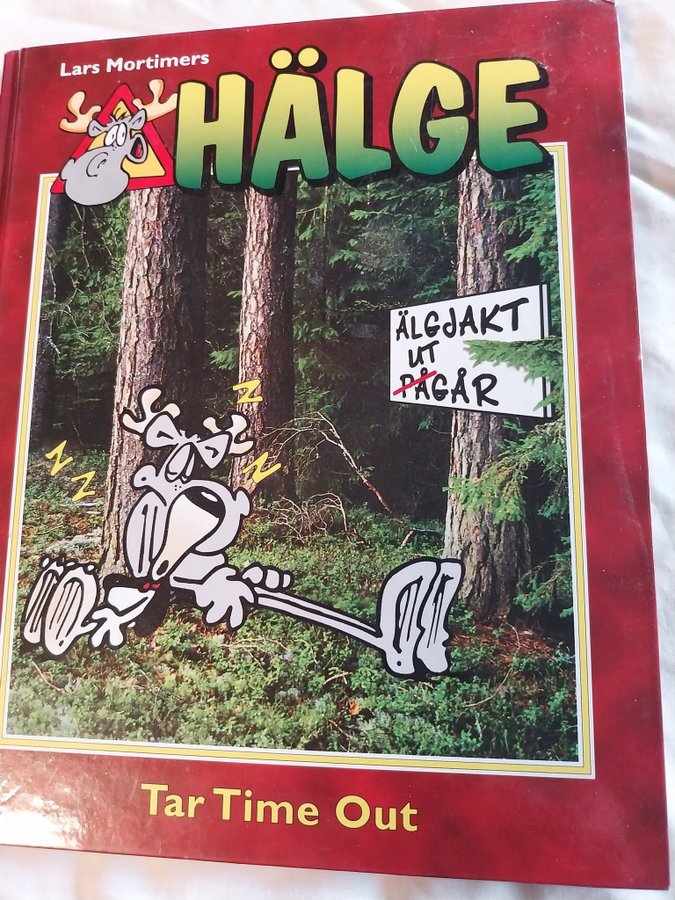 Lars Mortimers
HÄLGE
ÄLGJAKT
UT
PÅGÅR
Z
Z
Z
Z
Tar Time Out